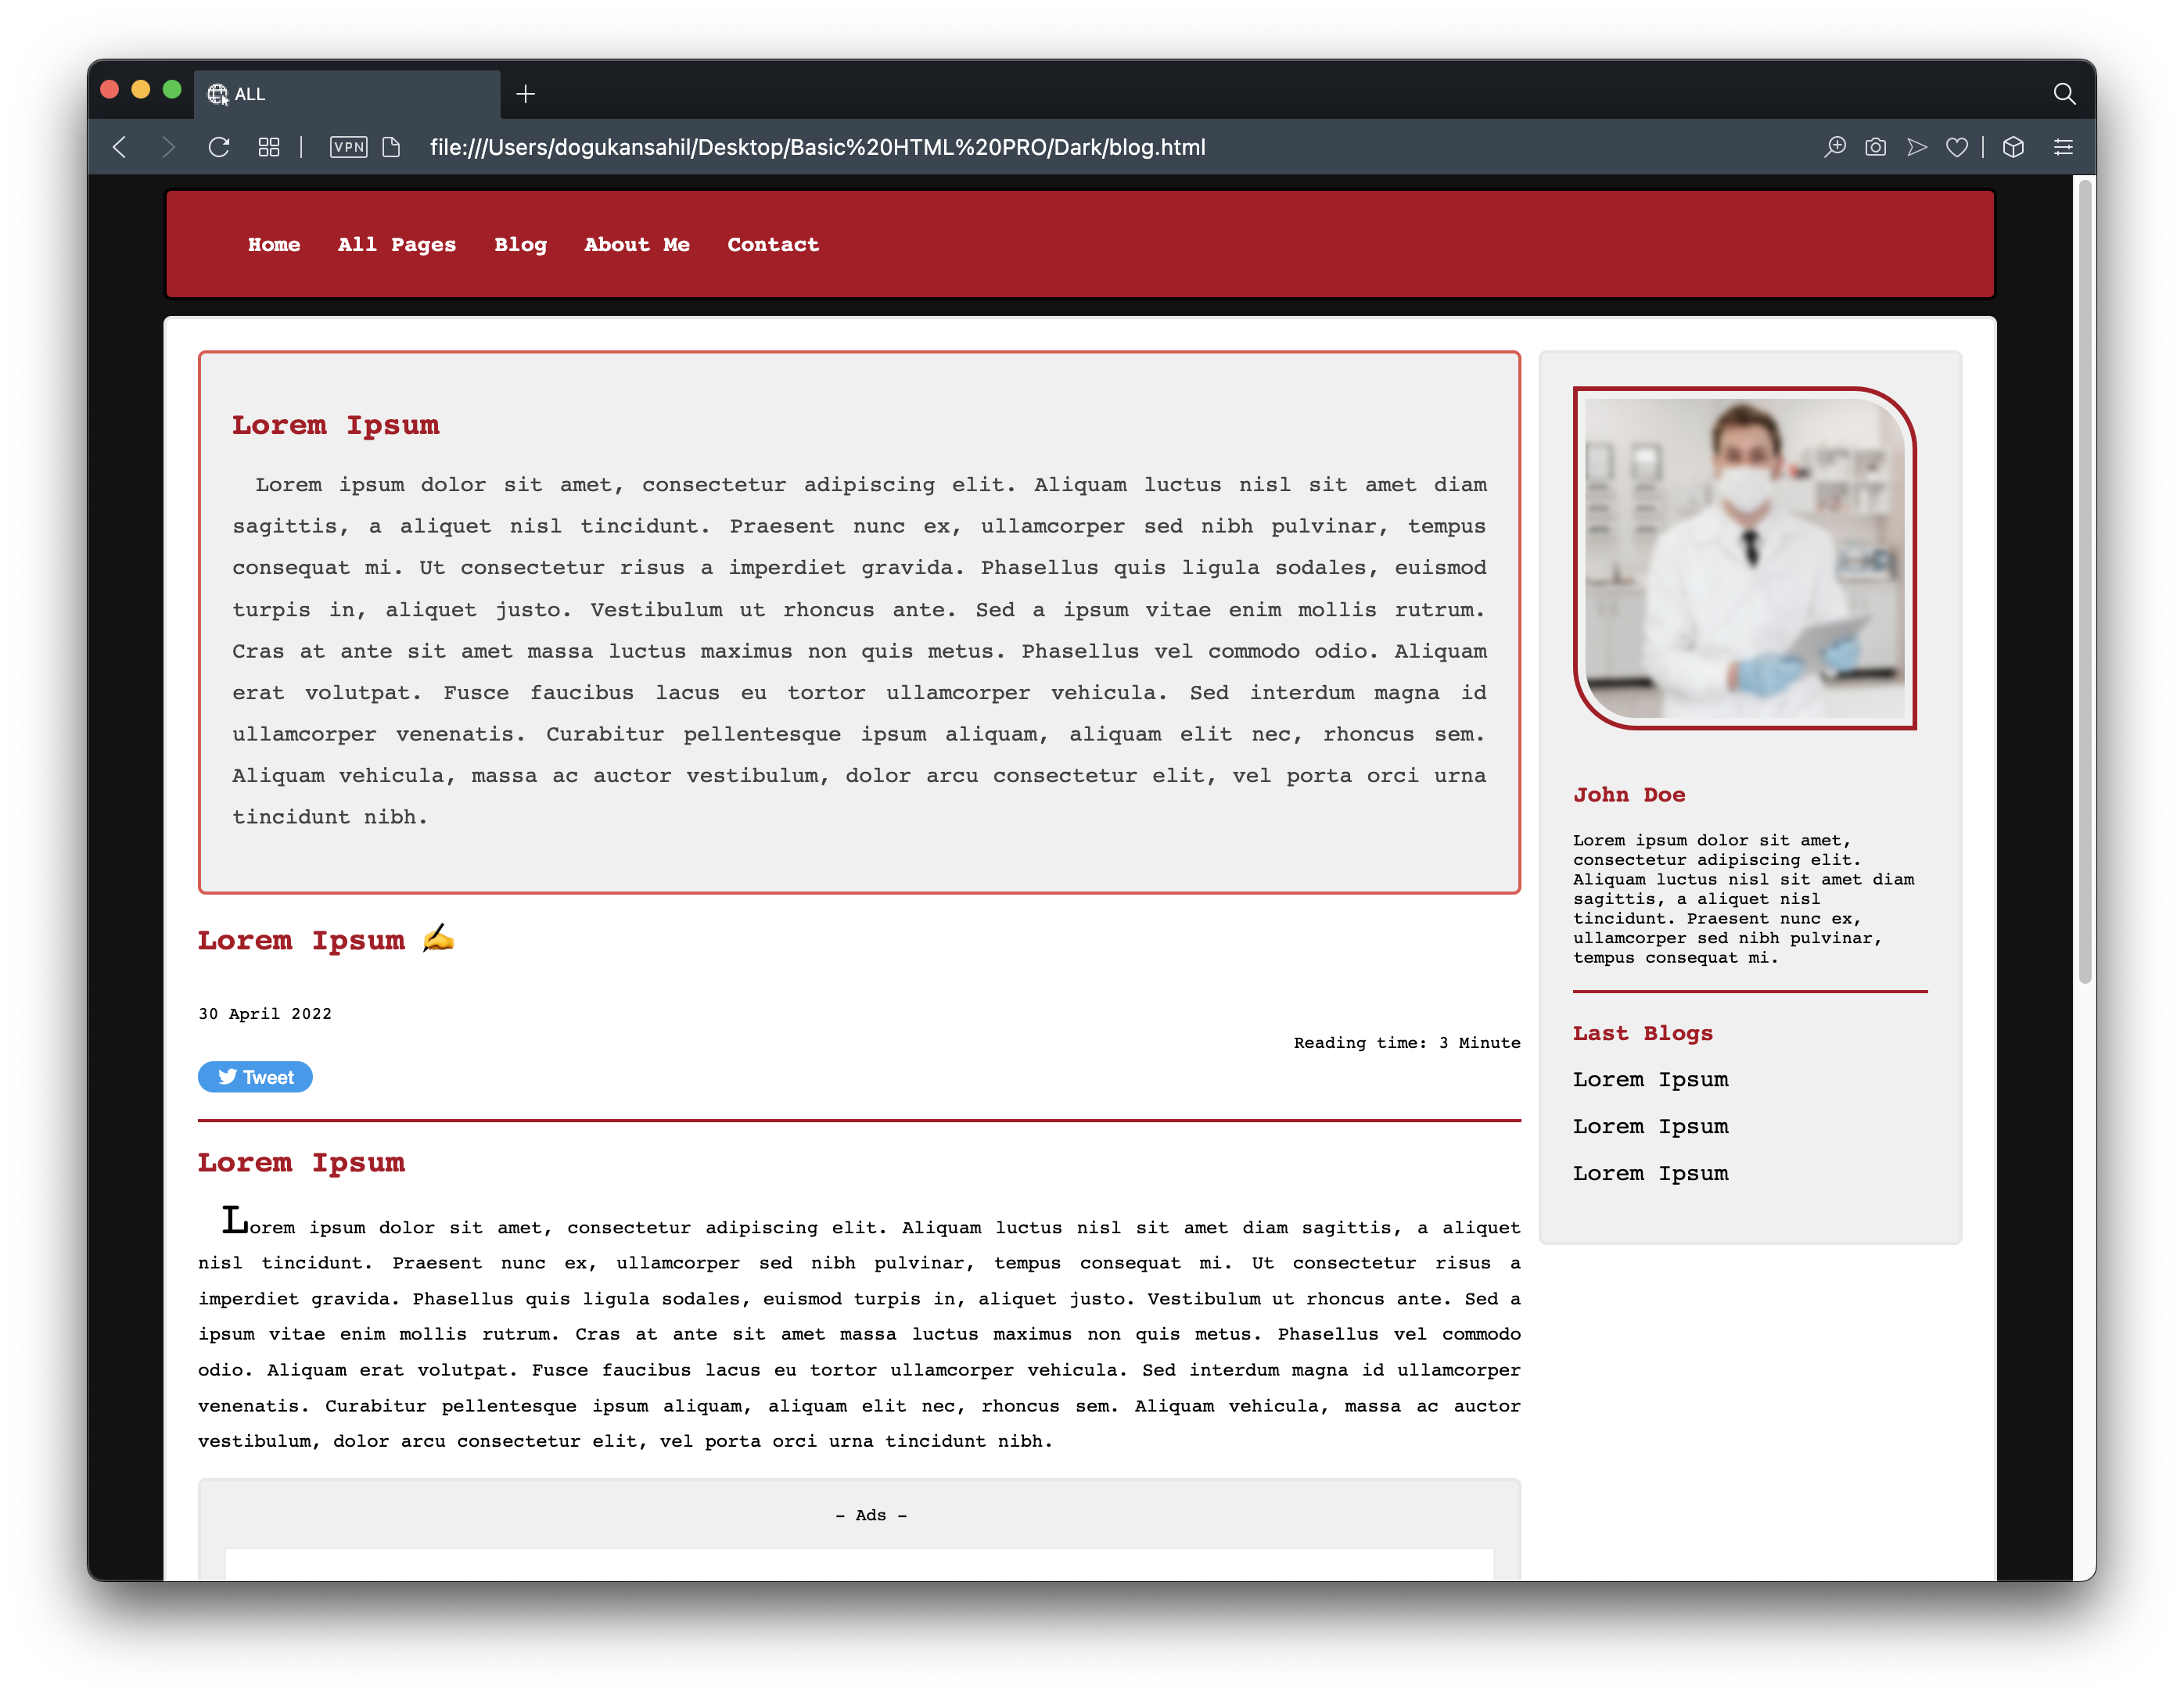 ALL
VPN
file:///Users/dogukansahil/Desktop/Basic%20HTML%20PRO/Dark/blog.html
Home All Pages Blog About Me Contact
Lorem Ipsum
Lorem ipsum dolor sit amet, consectetur adipiscing elit. Aliquam luctus nisl sit amet diam
sagittis, a aliquet nisl tincidunt. Praesent nunc ex, ullamcorper sed nibh pulvinar, tempus
consequat mi. Ut consectetur risus a imperdiet gravida. Phasellus quis ligula sodales, euismod
turpis in, aliquet justo. Vestibulum ut rhoncus ante. Sed a ipsum vitae enim mollis rutrum.
Cras at ante sit amet massa luctus maximus non quis metus. Phasellus vel commodo odio. Aliquam
erat volutpat. Fusce faucibus lacus eu tortor ullamcorper vehicula. Sed interdum magna id
ullamcorper venenatis. Curabitur pellentesque ipsum aliquam, aliquam elit nec, rhoncus sem.
Aliquam vehicula, massa ac auctor vestibulum, dolor arcu consectetur elit, vel porta orci urna
tincidunt nibh.
Lorem Ipsum ✍️
30 April 2022
Reading time: 3 Minute
Tweet
Lorem Ipsum
Lorem ipsum dolor sit amet, consectetur adipiscing elit. Aliquam luctus nisl sit amet diam sagittis, a aliquet
nisl tincidunt. Praesent nunc ex, ullamcorper sed nibh pulvinar, tempus consequat mi. Ut consectetur risus a
imperdiet gravida. Phasellus quis ligula sodales, euismod turpis in, aliquet justo. Vestibulum ut rhoncus ante. Sed a
ipsum vitae enim mollis rutrum. Cras at ante sit amet massa luctus maximus non quis metus. Phasellus vel commodo
odio. Aliquam erat volutpat. Fusce faucibus lacus eu tortor ullamcorper vehicula. Sed interdum magna id ullamcorper
venenatis. Curabitur pellentesque ipsum aliquam, aliquam elit nec, rhoncus sem. Aliquam vehicula, massa ac auctor
vestibulum, dolor arcu consectetur elit, vel porta orci urna tincidunt nibh.
- Ads -
John Doe
Lorem ipsum dolor sit amet,
consectetur adipiscing elit.
Aliquam luctus nisl sit amet diam
sagittis, a aliquet nisl
tincidunt. Praesent nunc ex,
ullamcorper sed nibh pulvinar,
tempus consequat mi.
Last Blogs
Lorem Ipsum
Lorem Ipsum
Lorem Ipsum